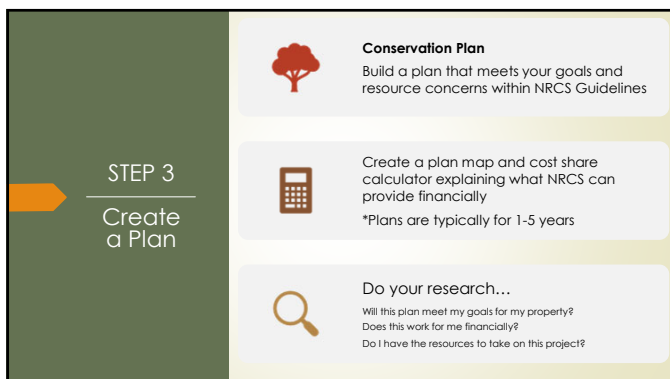 STEP 3
Create
a Plan
Conservation Plan
Build a plan that meets your goals and
resource concerns within NRCS Guidelines
Create a plan map and cost share
calculator explaining what NRCS can
provide financially
*Plans are typically for 1-5 years
Do your research…
Will this plan meet my goals for my property?
Does this work for me financially?
Do I have the resources to take on this project?